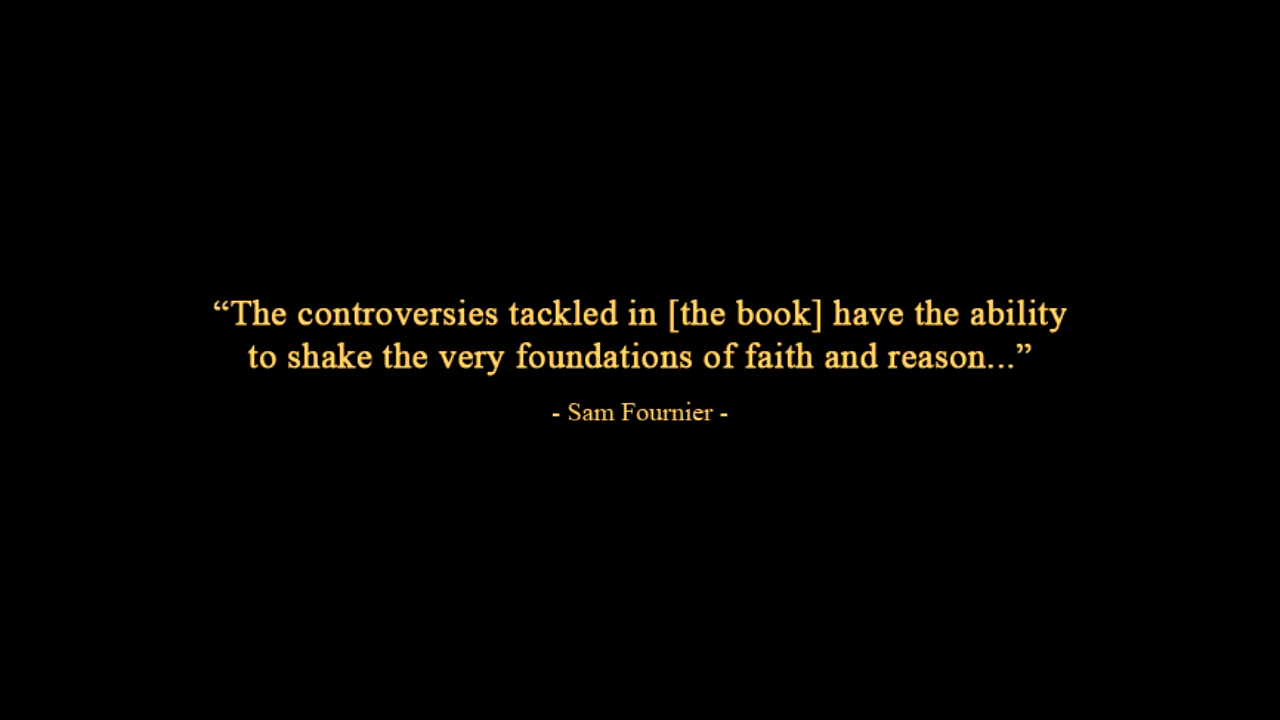 “The controversies tackled in [the book] have the ability
to shake the very foundations of faith and reason...”
- Sam Fournier -